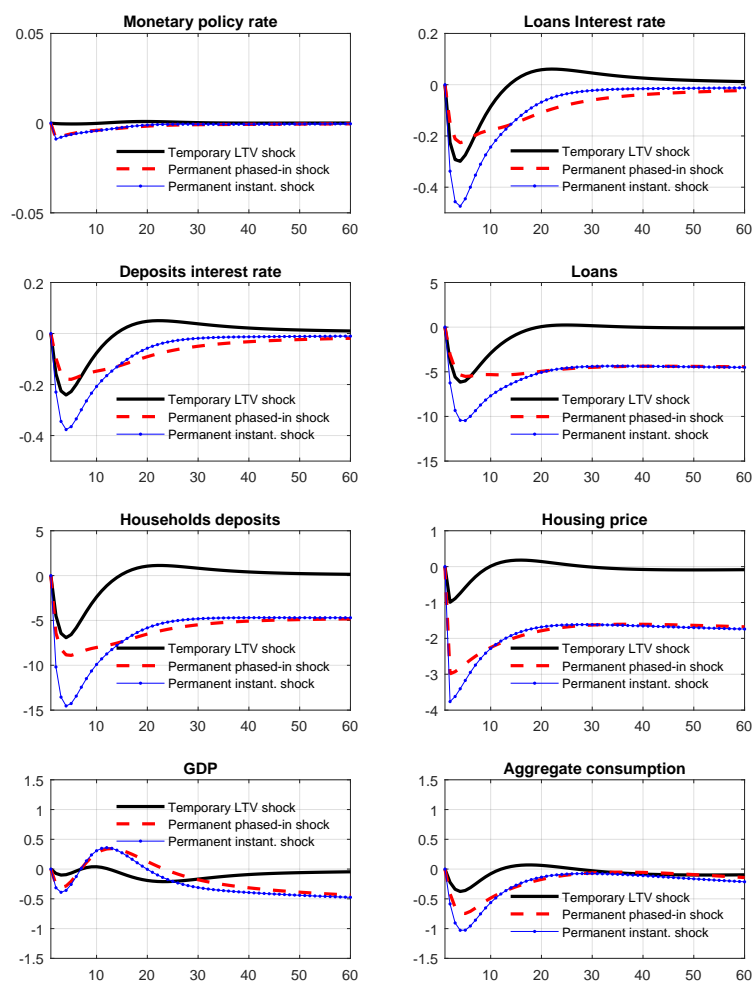 Monetary policy rate
0.05
0
-0.05
Temporary LTV shock
Permanent phased-in shock
Permanent instant. shock
10 20 30 40 50 60
Loans Interest rate
0.2
0
-0.2
-0.4
Temporary LTV shock
Permanent phased-in shock
Permanent instant. shock
10 20 30 40 50 60
Deposits interest rate
0.2
0
-0.2
-0.4
Temporary LTV shock
Permanent phased-in shock
Permanent instant. shock
10 20 30 40 50 60
Loans
5
0
-5
-10
-15
Temporary LTV shock
Permanent phased-in shock
Permanent instant. shock
10 20 30 40 50 60
Households deposits
5
0
-5
-10
-15
Temporary LTV shock
Permanent phased-in shock
Permanent instant. shock
10 20 30 40 50 60
Housing price
1
0
-1
-2
-3
-4
Temporary LTV shock
Permanent phased-in shock
Permanent instant. shock
10 20 30 40 50 60
GDP
1.5
1
0.5
0
-0.5
-1
-1.5
Temporary LTV shock
Permanent phased-in shock
Permanent instant. shock
10 20 30 40 50 60
Aggregate consumption
1.5
1
0.5
0
-0.5
-1
-1.5
Temporary LTV shock
Permanent phased-in shock
Permanent instant. shock
10 20 30 40 50 60